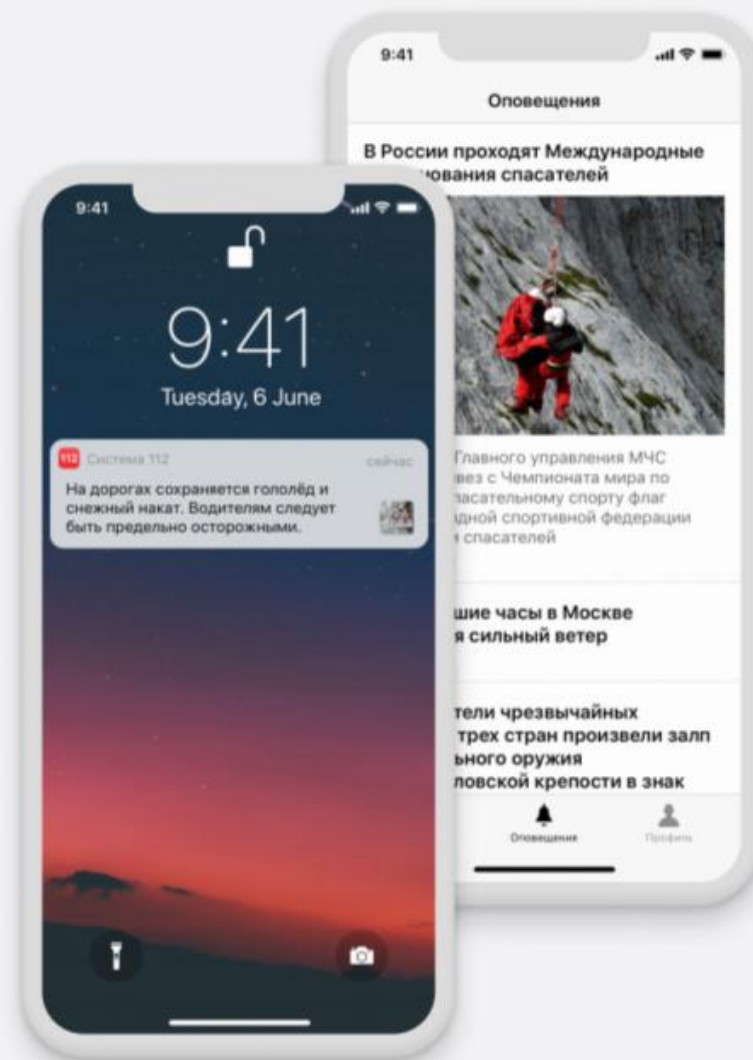 9:41
Оповещения
В России проходят Международные
нования спасателей
Главного управления МЧС
вез с Чемпионата мира по
пасательному спорту флаг
дной спортивной федерации
и спасателей
шие часы в Москве
я сильный ветер
тели чрезвычайных
трех стран произвели залп
ьного оружия
ловской крепости в знак
Оповещения
Профиль
9:41
9:41
Tuesday, 6 June
112 Система 112
сейчас
На дорогах сохраняется гололёд и
снежный накат. Водителям следует
быть предельно осторожными.